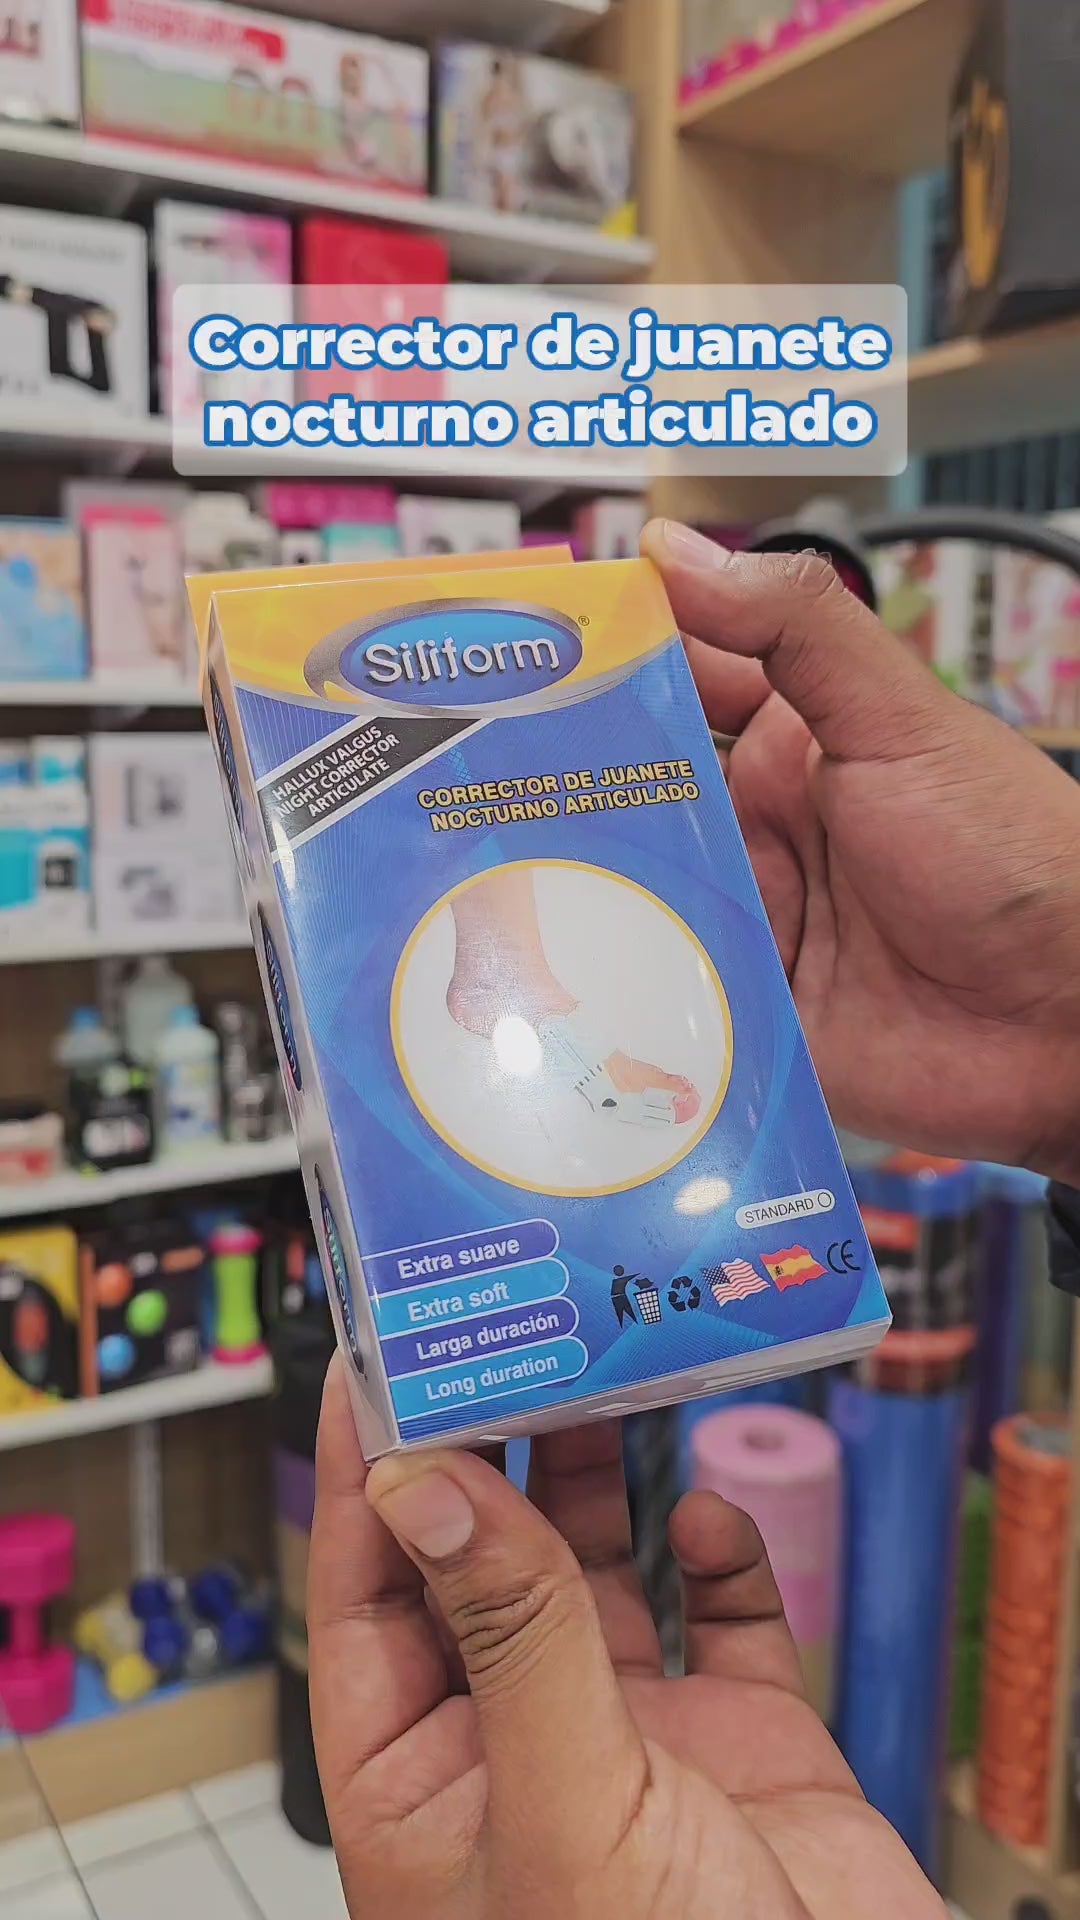 Corrector de juanete
nocturno articulado
Siliform®
HALLUX VALGUS
NIGHT CORRECTOR
ARTICULATE
CORRECTOR DE JUANETE
NOCTURNO ARTICULADO
STANDARD
Extra suave
Extra soft
Larga duración
Long duration
CE